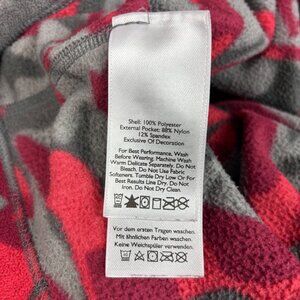 Shell: 100% Polyester
External Pocket: 88% Nylon
12% Spandex
Exclusive Of Decoration
For Best Performance, Wash
Before Wearing. Machine Wash
Warm Delicate Separately. Do Not
Bleach. Do Not Use Fabric
Softeners. Tumble Dry Low Or For
Best Results Line Dry. Do Not
Iron. Do Not Dry Clean.
Vor dem ersten Tragen waschen.
Mit ähnlichen Farben waschen.
Keine Weichspüler verwenden.